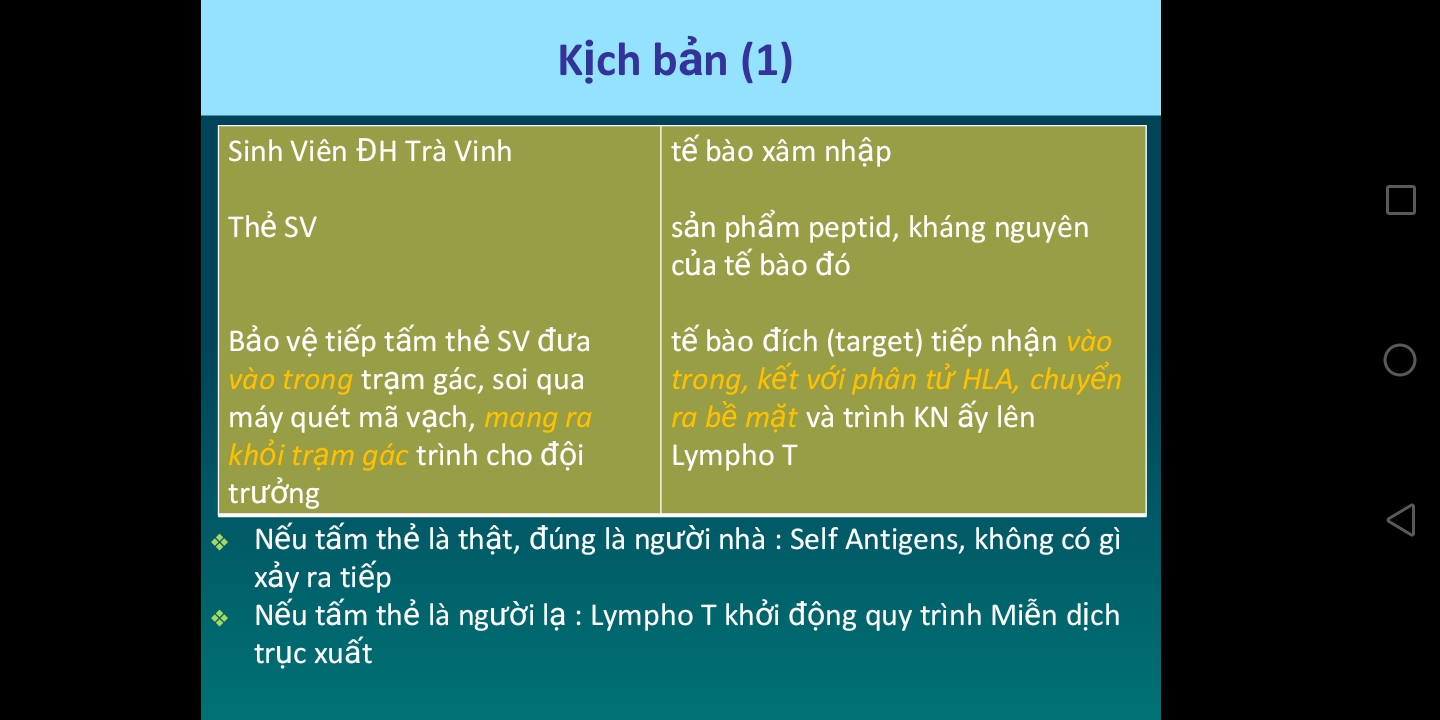 Kịch bản (1)
Sinh Viên ĐH Trà Vinh
tế bào xâm nhập
Thẻ SV
sản phẩm peptid, kháng nguyên
của tế bào đó
Bảo vệ tiếp tấm thẻ SV đưa
vào trong trạm gác, soi qua
máy quét mã vạch, mang ra
khỏi trạm gác trình cho đội
trưởng
tế bào đích (target) tiếp nhận vào
trong, kết với phân tử HLA, chuyển
ra bề mặt và trình KN ấy lên
Lympho T
Nếu tấm thẻ là thật, đúng là người nhà : Self Antigens, không có gì
xảy ra tiếp
Nếu tấm thẻ là người lạ : Lympho T khởi động quy trình Miễn dịch
trục xuất